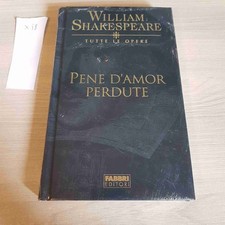 WILLIAM
SHAKESPEARE
TUTTE LE OPERE
PENE D'AMOR
PERDUTE
FABBRI
EDITORI